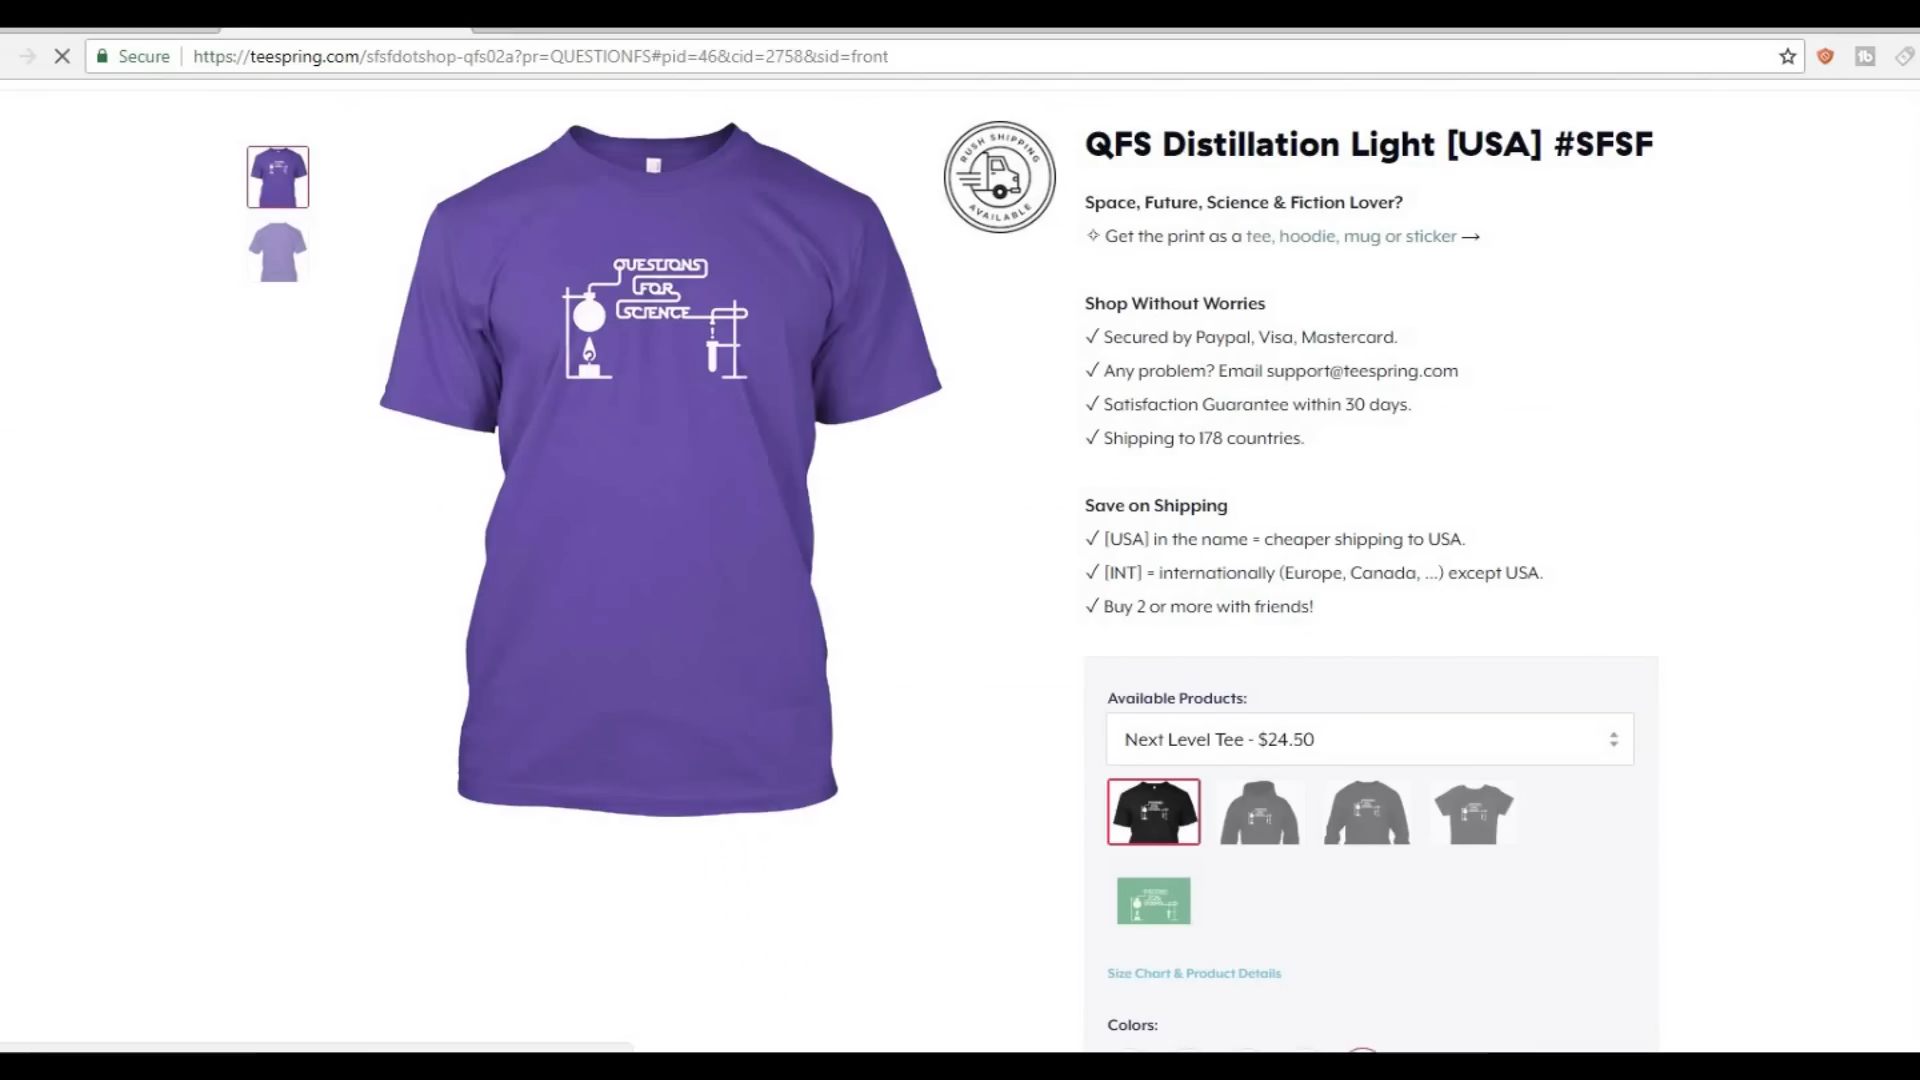 Secure
https://teespring.com/sfsfdotshop-qfs02a?pr=QUESTIONFS#pid=46&cid=2758&sid=front
1b
QUESTIONS
FOR
SCIENCE
RUSH SHIPPING
AVAILABLE
QFS Distillation Light [USA] #SFSF
Space, Future, Science & Fiction Lover?
✧ Get the print as a tee, hoodie, mug or sticker →
Shop Without Worries
✓ Secured by Paypal, Visa, Mastercard.
✓ Any problem? Email support@teespring.com
✓ Satisfaction Guarantee within 30 days.
✓ Shipping to 178 countries.
Save on Shipping
✓ [USA] in the name = cheaper shipping to USA.
✓ [INT] = internationally (Europe, Canada, ...) except USA.
✓ Buy 2 or more with friends!
Available Products:
Next Level Tee - $24.50
Size Chart & Product Details
Colors: